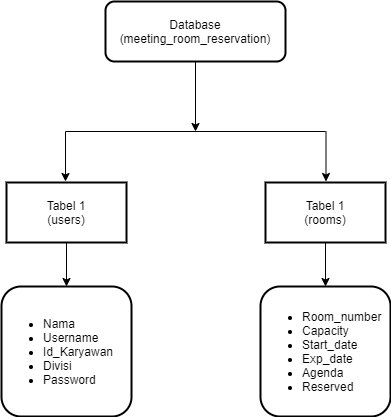 Database
(meeting_room_reservation)
Tabel 1
(users)
Tabel 1
(rooms)
Nama
Username
Id_Karyawan
Divisi
Password
Room_number
Capacity
Start_date
Exp_date
Agenda
Reserved